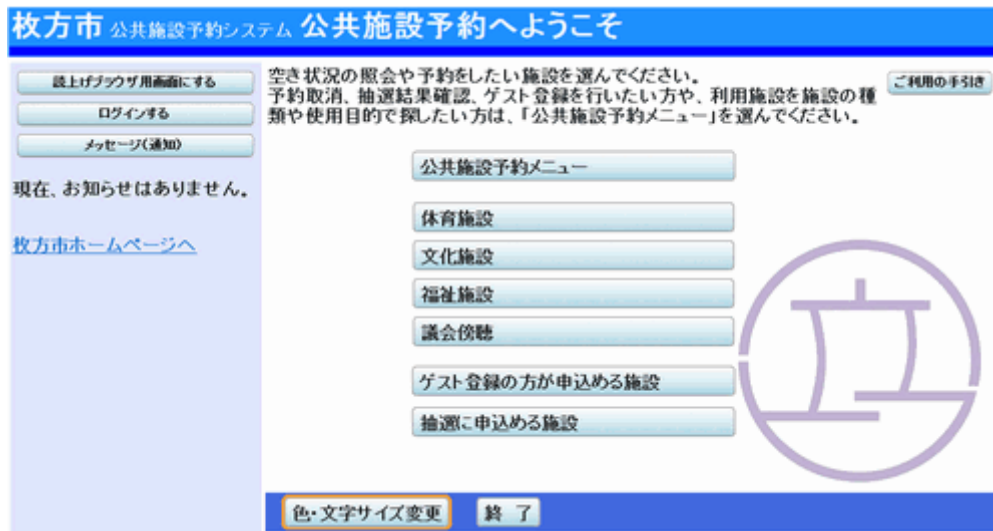 枚方市 公共施設予約システム 公共施設予約へようこそ
読上げブラウザ用画面にする
ログインする
メッセージ(通知)
現在、お知らせはありません。
枚方市ホームページへ
空き状況の照会や予約をしたい施設を選んでください。
予約取消、抽選結果確認、ゲスト登録を行いたい方や、利用施設を施設の種
類や使用目的で探したい方は、「公共施設予約メニュー」を選んでください。
ご利用の手引き
公共施設予約メニュー
体育施設
文化施設
福祉施設
議会傍聴
ゲスト登録の方が申込める施設
抽選に申込める施設
色・文字サイズ変更
終 了